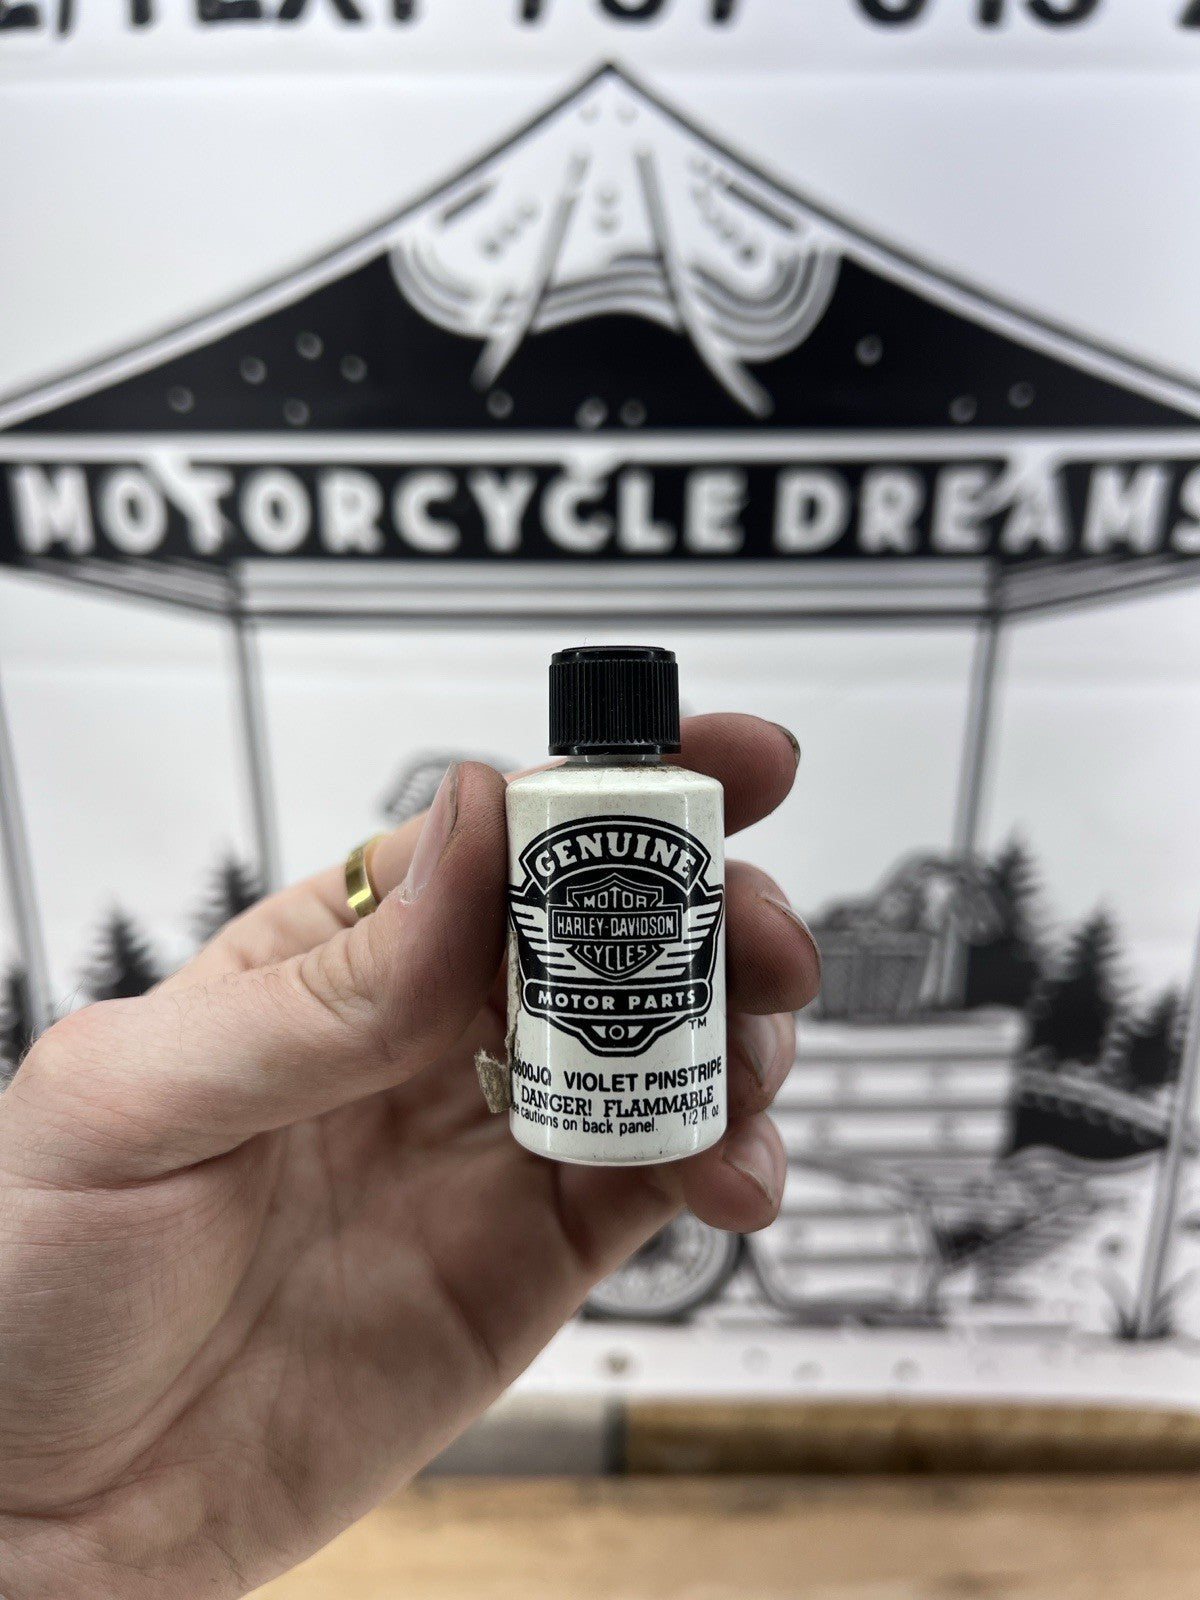 MOTORCYCLE DREAMS
GENUINE
MOTOR
HARLEY-DAVIDSON
CYCLES
MOTOR PARTS
TM
VIOLET PINSTRIPE
DANGER! FLAMMABLE
cautions on back panel. 1/2 fl. oz